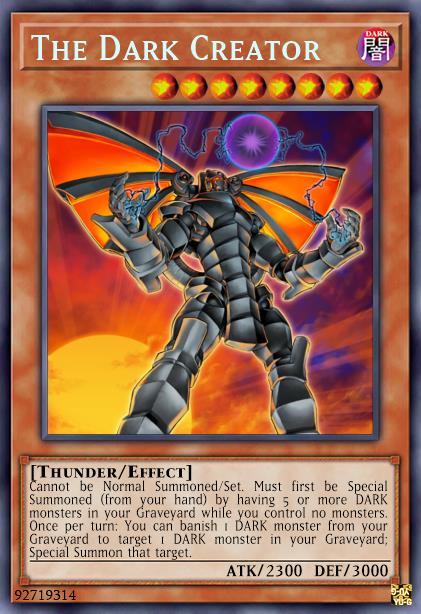 THE DARK CREATOR
DARK
闇
[THUNDER/EFFECT]
Cannot be Normal Summoned/Set. Must first be Special
Summoned (from your hand) by having 5 or more DARK
monsters in your Graveyard while you control no monsters.
Once per turn: You can banish 1 DARK monster from your
Graveyard to target 1 DARK monster in your Graveyard;
Special Summon that target.
ATK/2300 DEF/3000
92719314